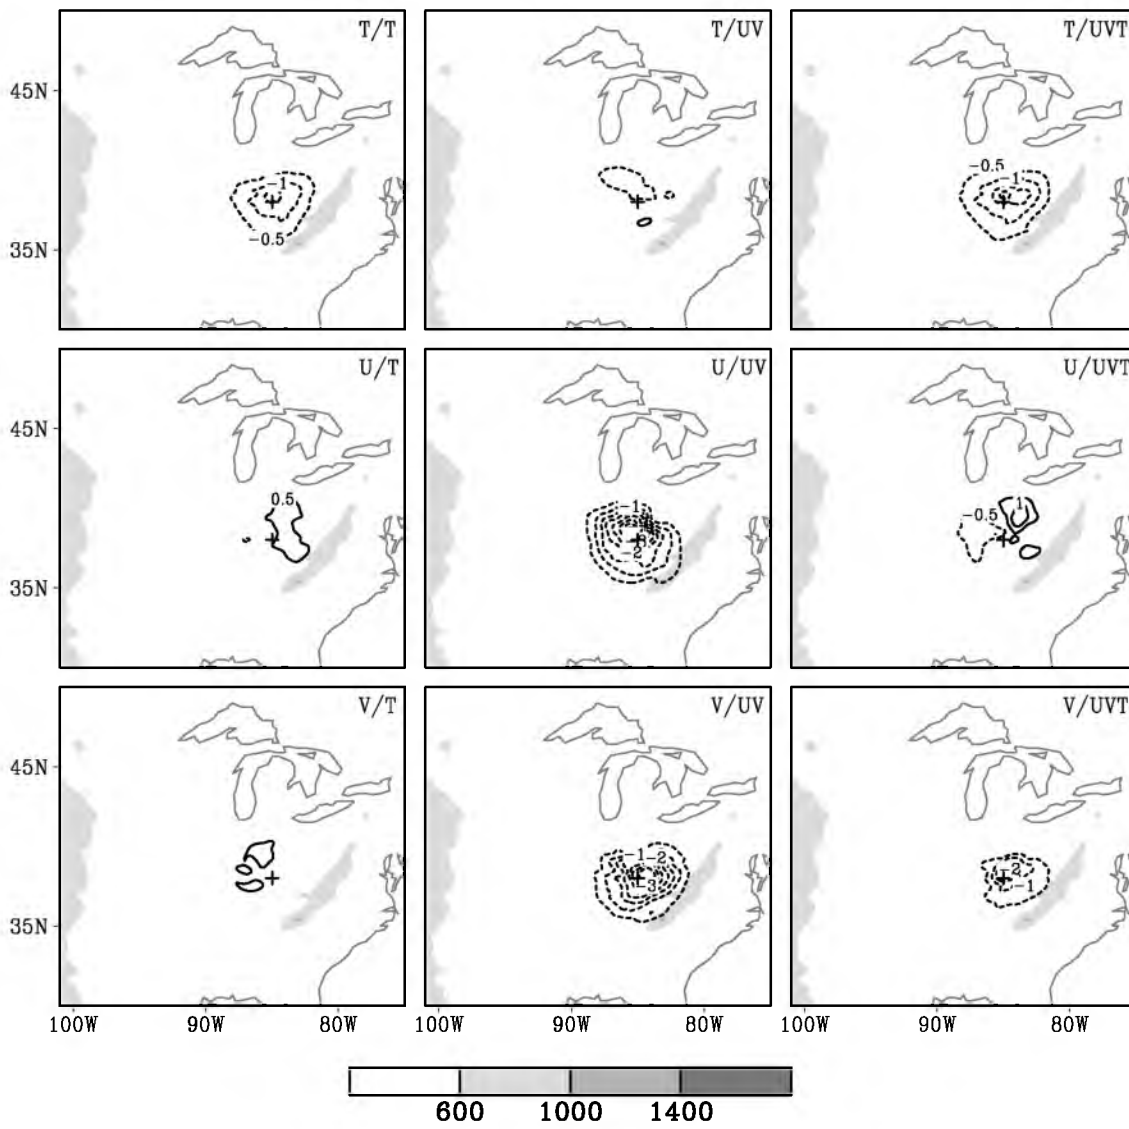 T/T T/UV T/UVT
45N
-0.5
-1 -1
-0.5
35N
U/T U/UV U/UVT
45N
0.5 -1 1
-0.5
-2
35N
V/T V/UV V/UVT
45N
-1 -2
-2
-3 -1
35N
100W 90W 80W 100W 90W 80W 100W 90W 80W
600 1000 1400